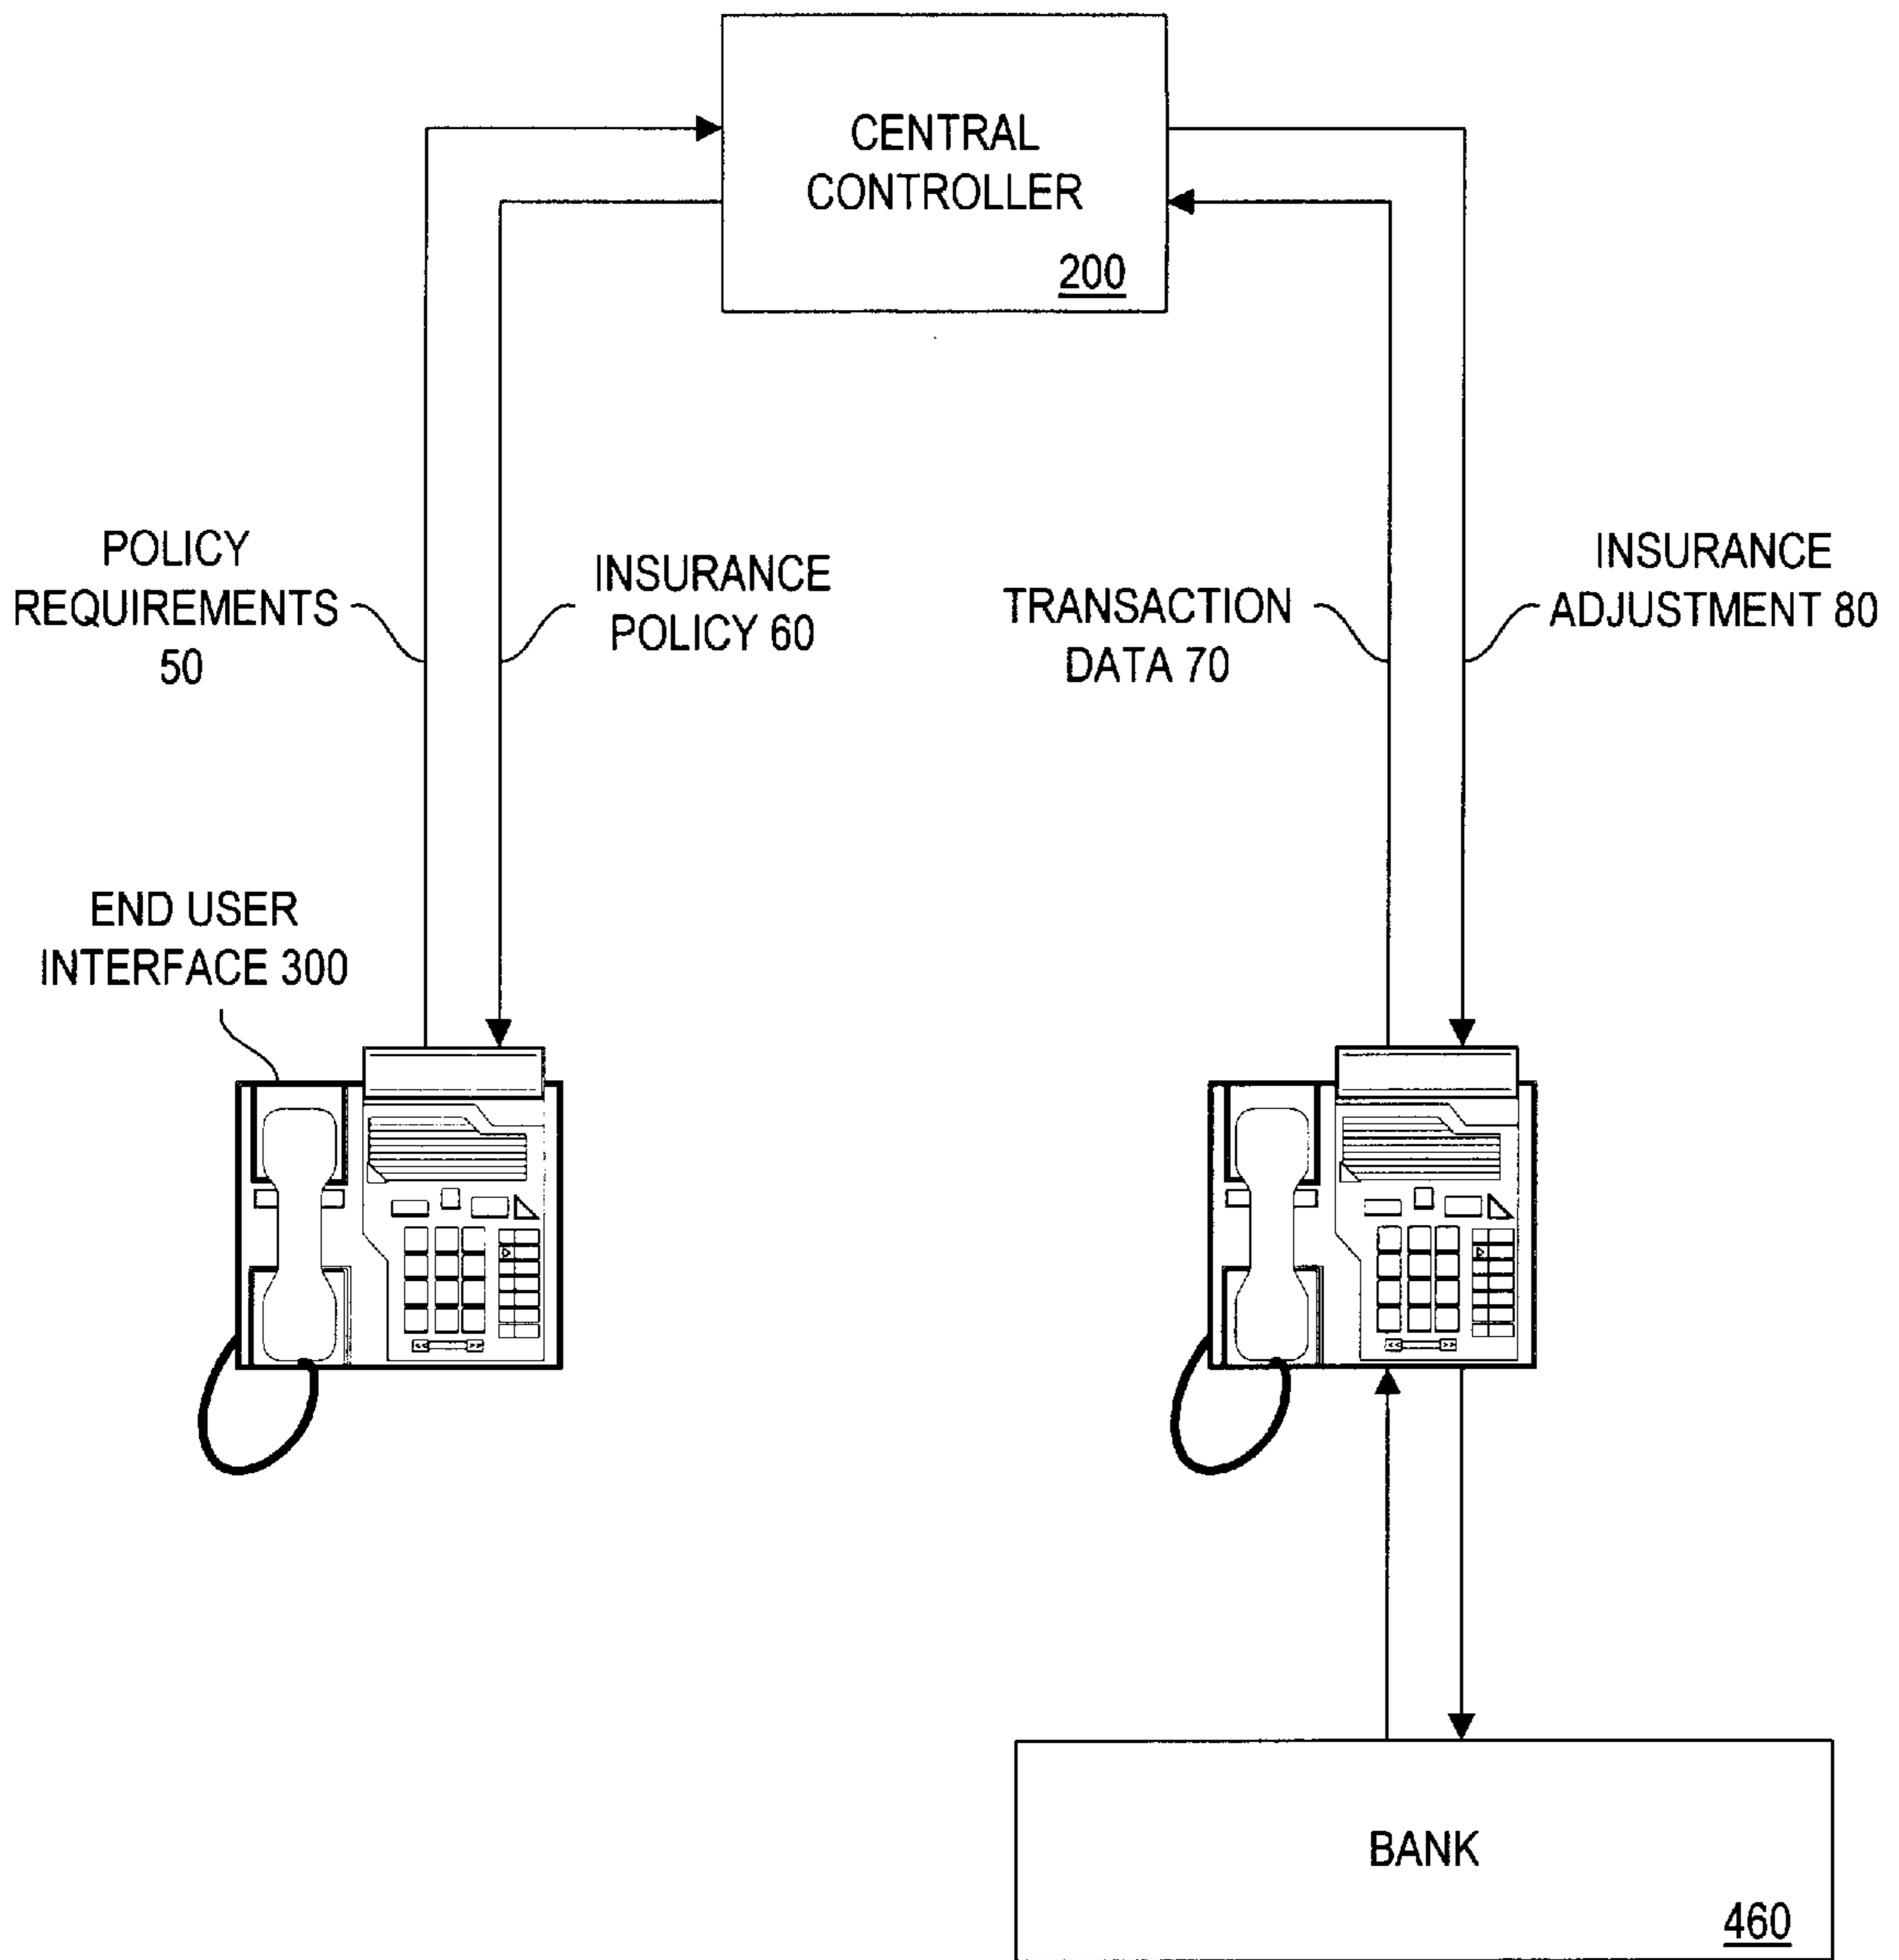 CENTRAL
CONTROLLER
200
POLICY
REQUIREMENTS
50
INSURANCE
POLICY 60
TRANSACTION
DATA 70
INSURANCE
ADJUSTMENT 80
END USER
INTERFACE 300
BANK
460